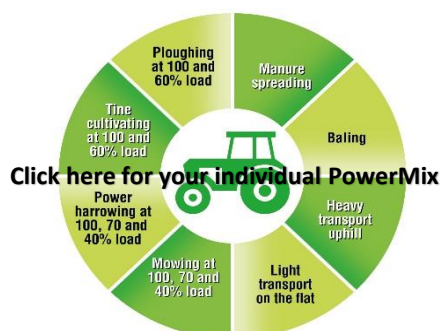 Ploughing
at 100 and
60% load
Manure
spreading
Tine
cultivating
at 100 and
60% load
Baling
Click here for your individual PowerMix
Power
harrowing at
100, 70 and
40% load
Heavy
transport
uphill
Mowing at
100, 70 and
40% load
Light
transport
on the flat